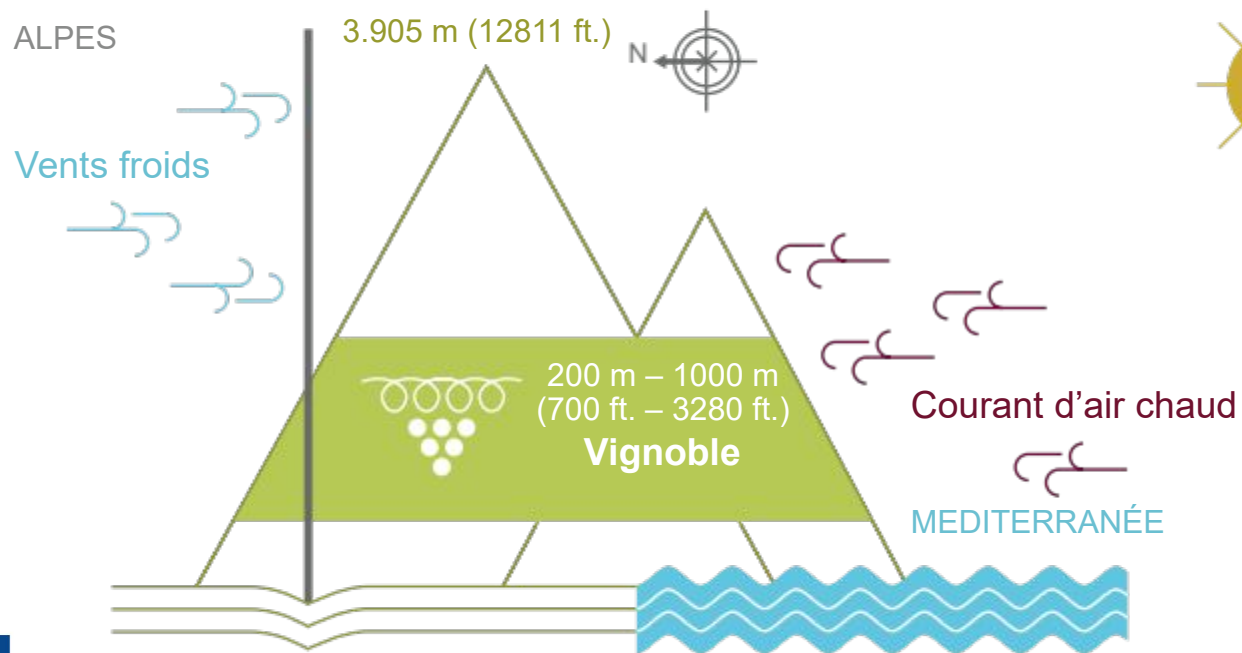 ALPES
3.905 m (12811 ft.)
N
Vents froids
200 m – 1000 m
(700 ft. – 3280 ft.)
Vignoble
Courant d’air chaud
MEDITERRANÉE